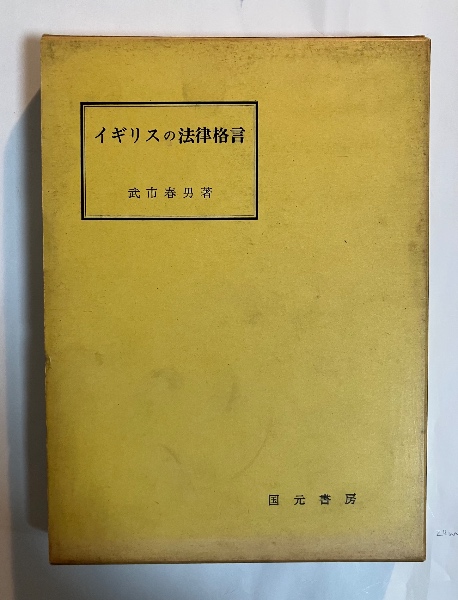 イギリスの法律格言
武市春男著
国元書房